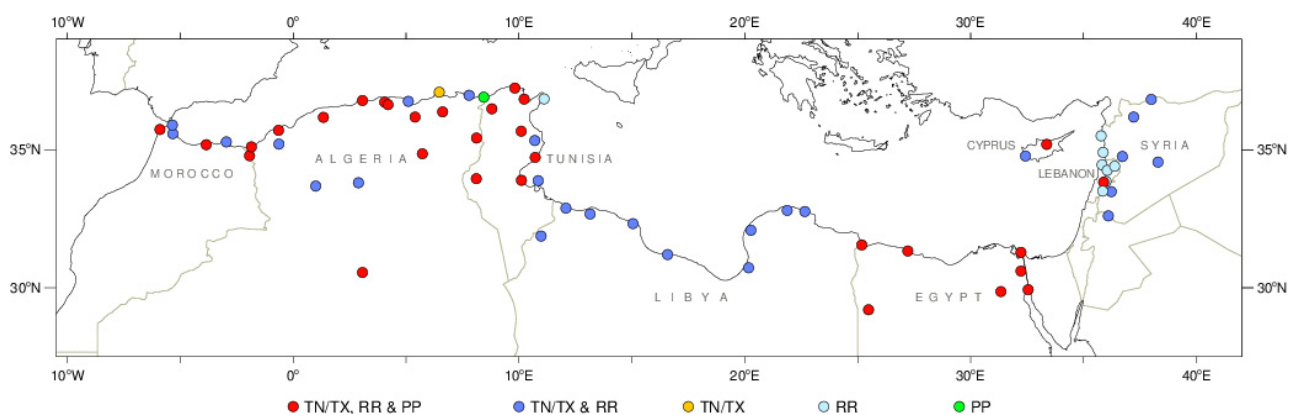 10°W 0° 10°E 20°E 30°E 40°E
35°N 35°N
CYPRUS SYRIA
ALGERIA TUNISIA
MOROCCO LEBANON
30°N 30°N
LIBYA EGYPT
10°W 0° 10°E 20°E 30°E 40°E
TN/TX, RR & PP TN/TX & RR TN/TX RR PP